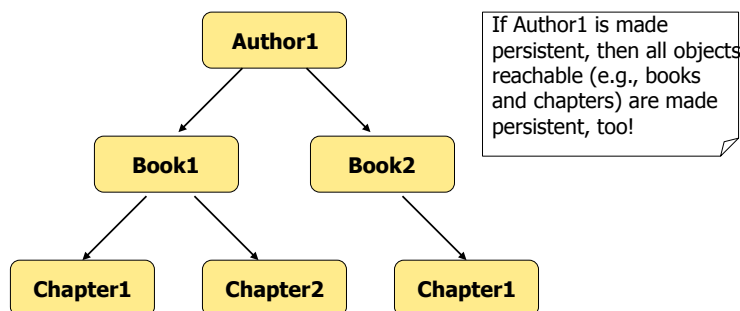 Author1
If Author1 is made
persistent, then all objects
reachable (e.g., books
and chapters) are made
persistent, too!
Book1
Book2
Chapter1
Chapter2
Chapter1